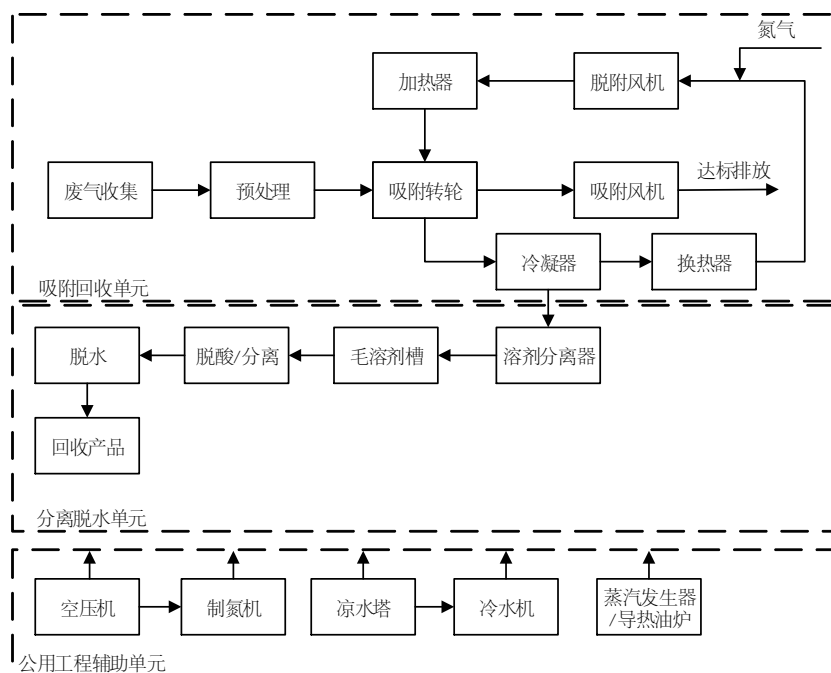 氮气
加热器
脱附风机
废气收集
预处理
吸附转轮
吸附风机
达标排放
冷凝器
换热器
吸附回收单元
脱水
脱酸/分离
毛溶剂槽
溶剂分离器
回收产品
分离脱水单元
空压机
制氮机
凉水塔
冷水机
蒸汽发生器
/导热油炉
公用工程辅助单元